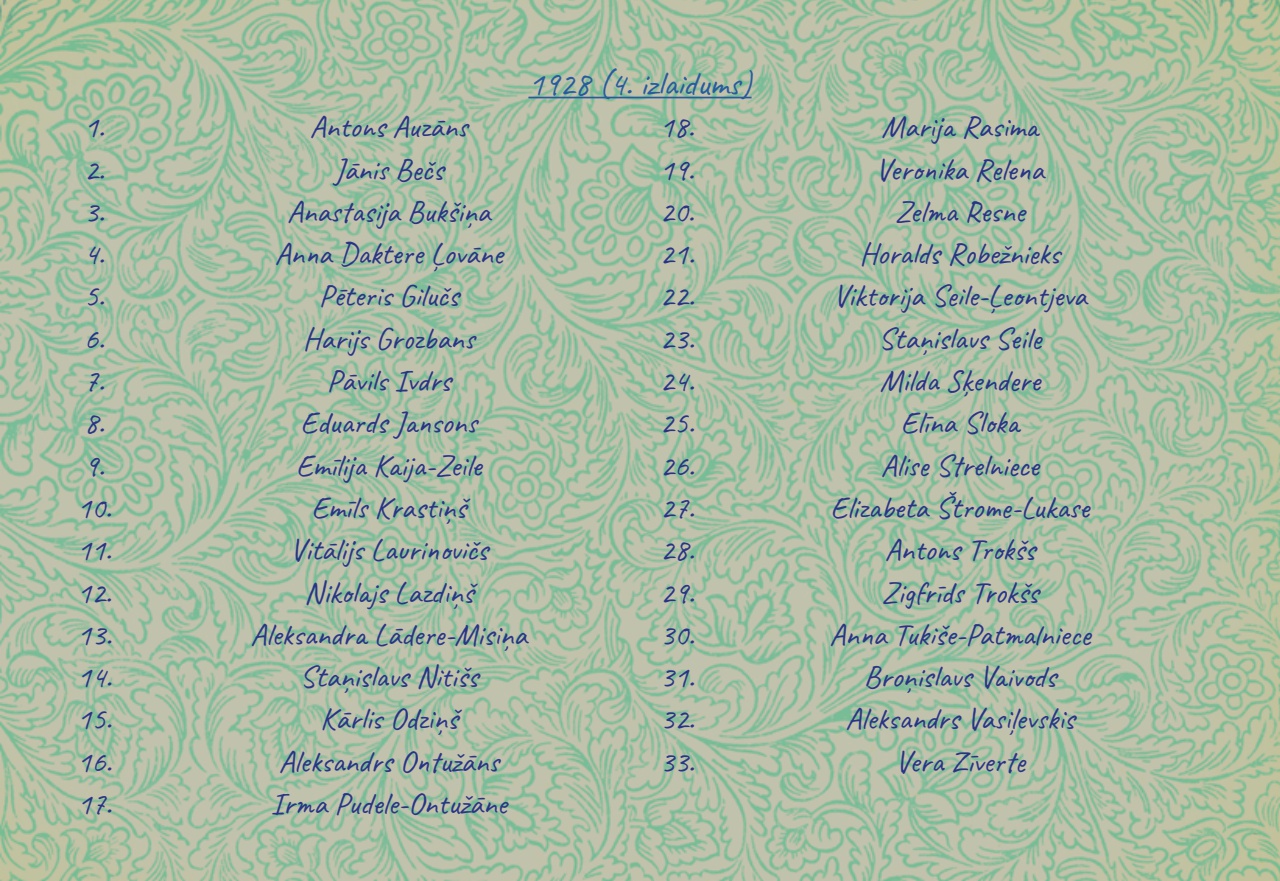 1928 (4. izlaidums)
1. Antons Auzāns
2. Jānis Bečs
3. Anastasija Bukšiņa
4. Anna Daktere Ļovāne
5. Pēteris Gilučs
6. Harijs Grozbans
7. Pāvils Ivdrs
8. Eduards Jansons
9. Emīlija Kaija-Zeile
10. Emīls Krastiņš
11. Vitālijs Laurinovičs
12. Nikolajs Lazdiņš
13. Aleksandra Lādere-Misiņa
14. Staņislavs Nitišs
15. Kārlis Odziņš
16. Aleksandrs Ontužāns
17. Irma Pudele-Ontužāne
18. Marija Rasima
19. Veronika Relena
20. Zelma Resne
21. Horalds Robežnieks
22. Viktorija Seile-Ļeontjeva
23. Staņislavs Seile
24. Milda Sķendere
25. Elīna Sloka
26. Alise Strelniece
27. Elizabeta Štrome-Lukase
28. Antons Trokšs
29. Zigfrīds Trokšs
30. Anna Tukiše-Patmalniece
31. Broņislavs Vaivods
32. Aleksandrs Vasiļevskis
33. Vera Zīverte